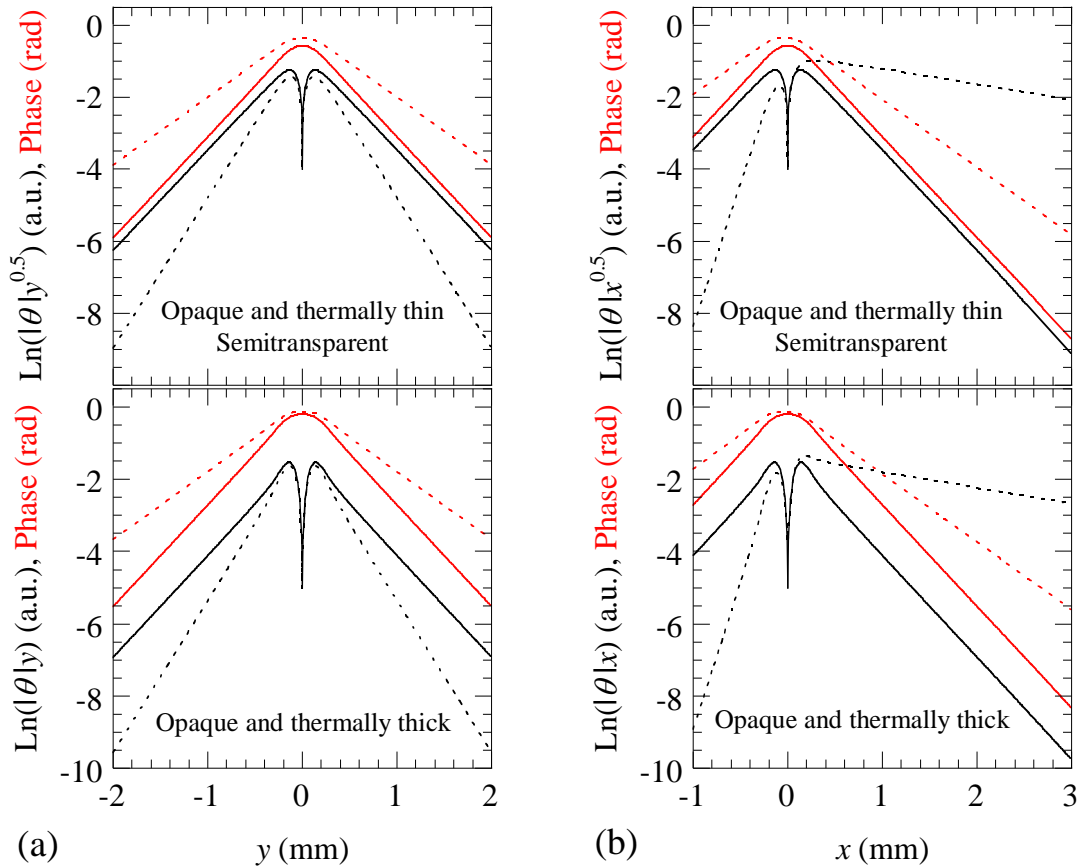 Ln(|θ|y^0.5) (a.u.), Phase (rad)
0
-2
-4
-6
-8
Opaque and thermally thin
Semitransparent
Ln(|θ|x^0.5) (a.u.), Phase (rad)
0
-2
-4
-6
-8
Opaque and thermally thin
Semitransparent
Ln(|θ|y) (a.u.), Phase (rad)
0
-2
-4
-6
-8
-10
Opaque and thermally thick
-2 -1 0 1 2
(a) y (mm)
Ln(|θ|x) (a.u.), Phase (rad)
0
-2
-4
-6
-8
-10
Opaque and thermally thick
-1 0 1 2 3
(b) x (mm)